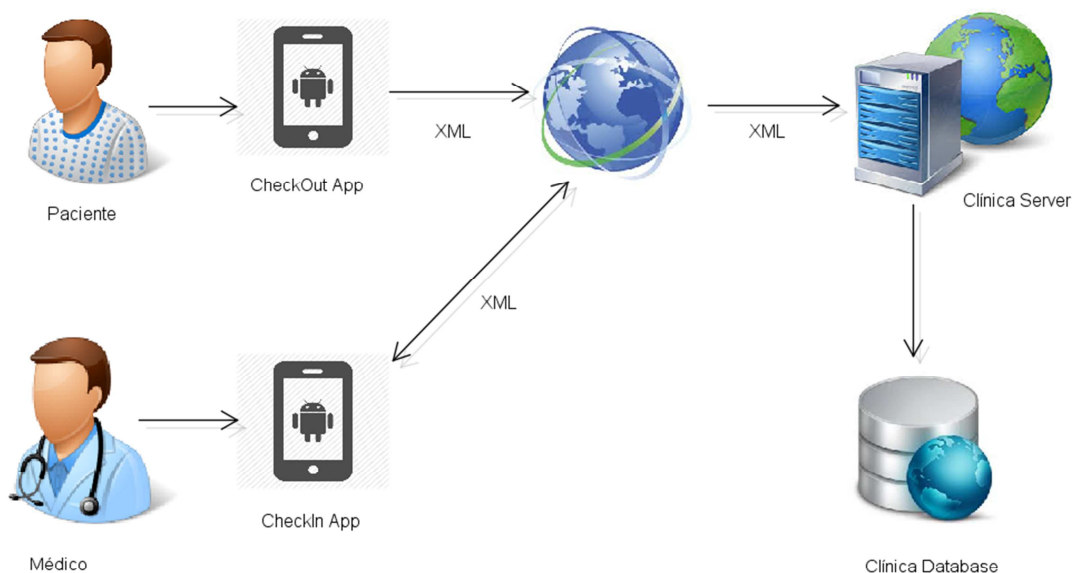 XML
XML
CheckOut App
Paciente
Clínica Server
XML
CheckIn App
Médico
Clínica Database